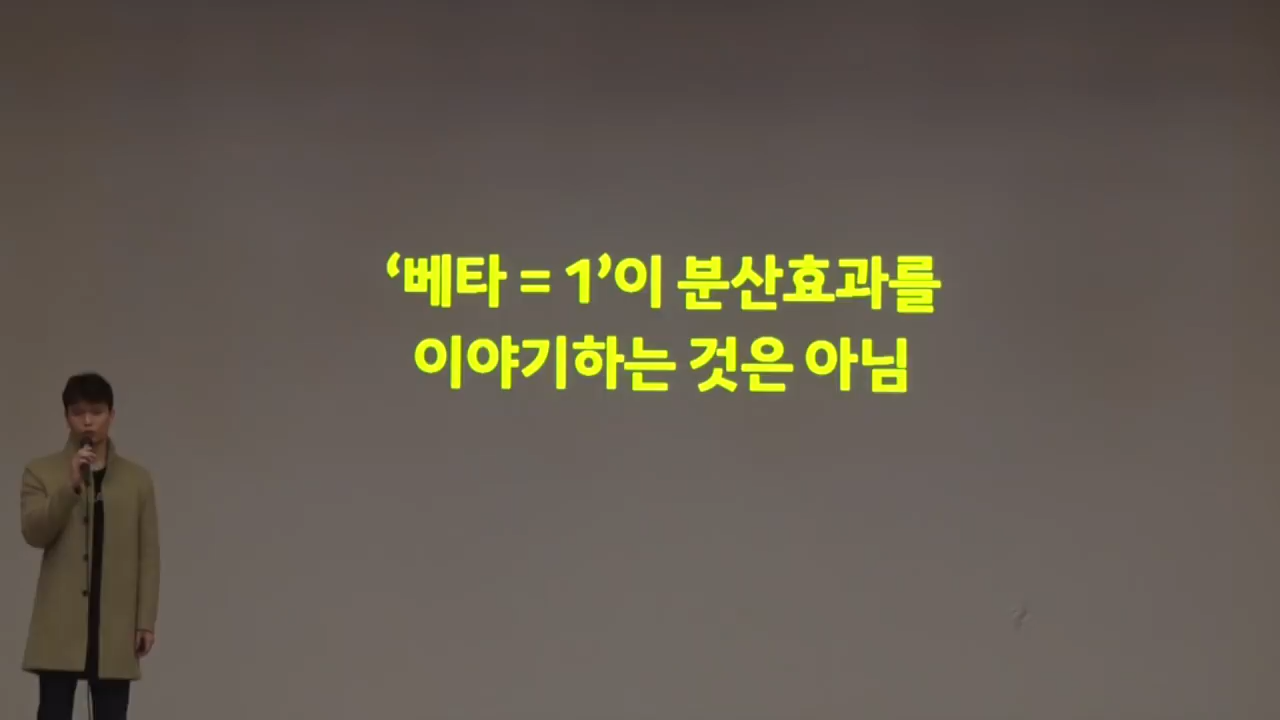 ‘베타 = 1’이 분산효과를
이야기하는 것은 아님